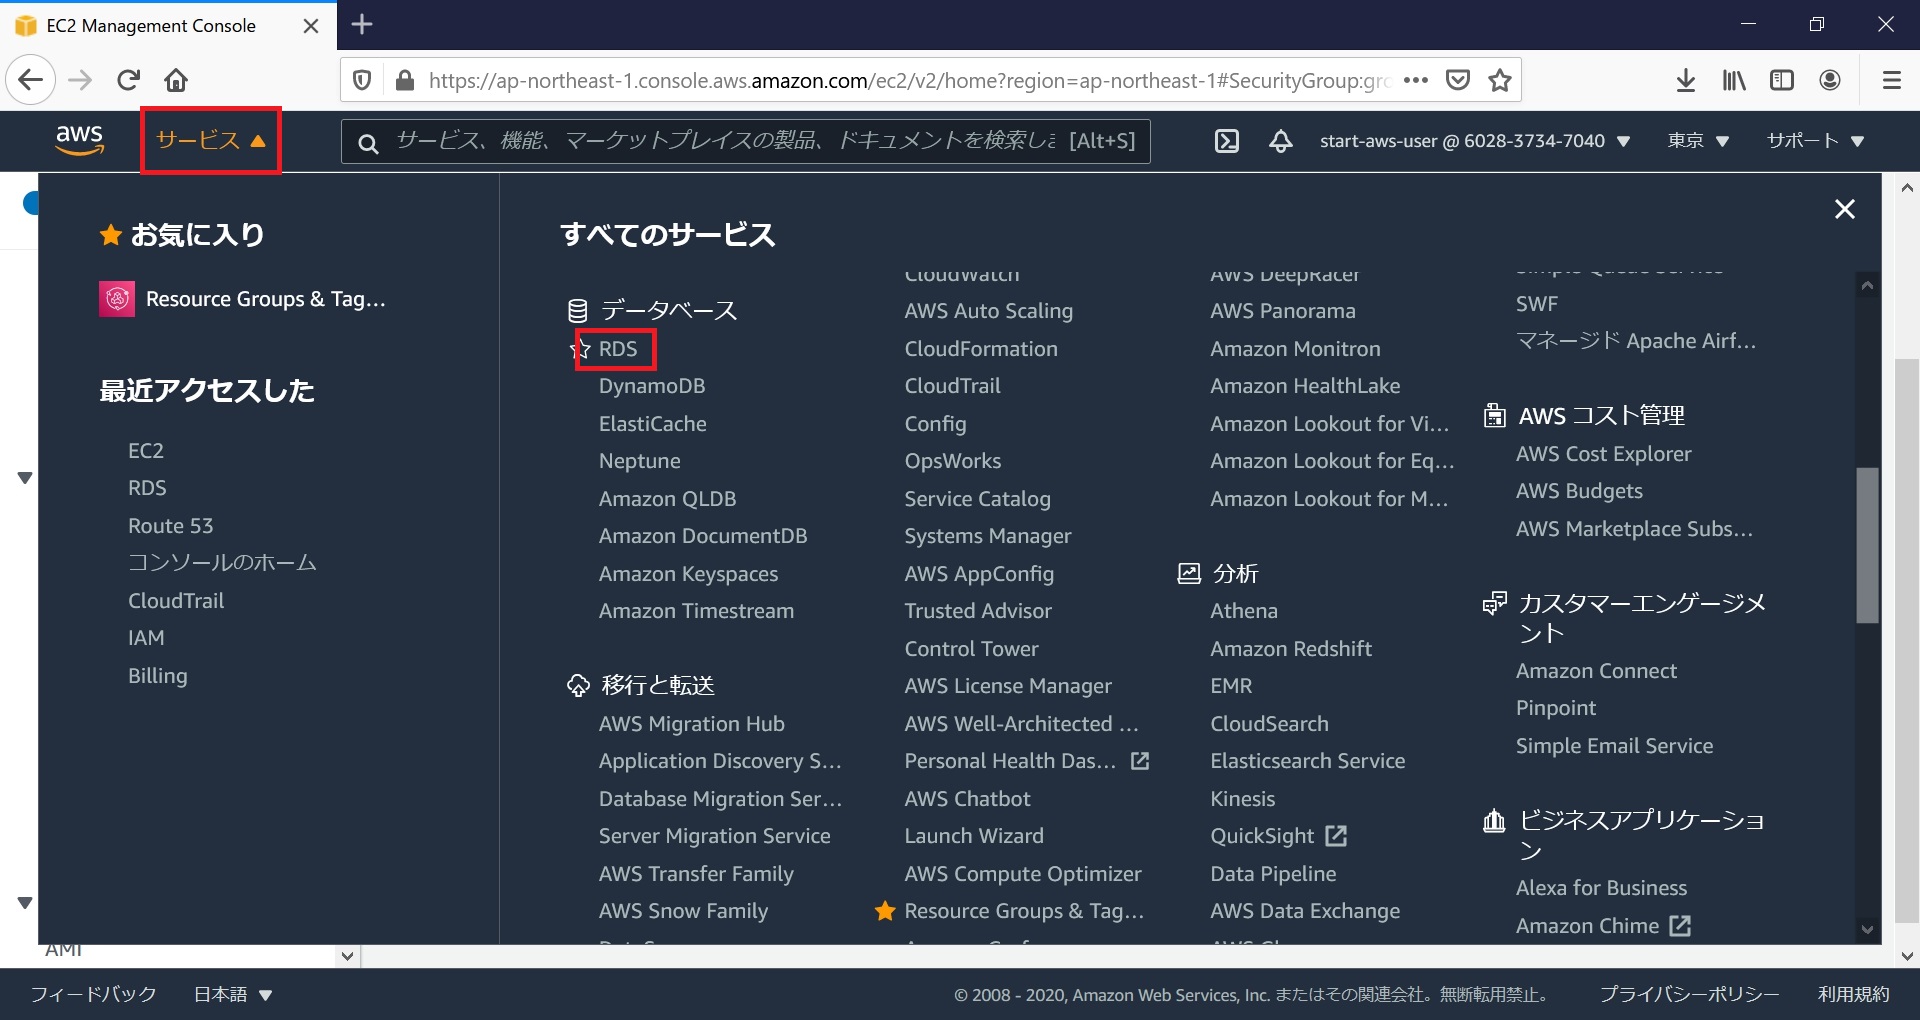 EC2 Management Console
https://ap-northeast-1.console.aws.amazon.com/ec2/v2/home?region=ap-northeast-1#SecurityGroup:gro
aws
サービス
サービス、機能、マーケットプレイスの製品、ドキュメントを検索しま [Alt+S]
start-aws-user @ 6028-3734-7040
東京
サポート
お気に入り
Resource Groups & Tag...
最近アクセスした
EC2
RDS
Route 53
コンソールのホーム
CloudTrail
IAM
Billing
すべてのサービス
データベース
RDS
DynamoDB
ElastiCache
Neptune
Amazon QLDB
Amazon DocumentDB
Amazon Keyspaces
Amazon Timestream
移行と転送
AWS Migration Hub
Application Discovery S...
Database Migration Ser...
Server Migration Service
AWS Transfer Family
AWS Snow Family
CloudWatch
AWS Auto Scaling
CloudFormation
CloudTrail
Config
OpsWorks
Service Catalog
Systems Manager
AWS AppConfig
Trusted Advisor
Control Tower
AWS License Manager
AWS Well-Architected ...
Personal Health Das...
AWS Chatbot
Launch Wizard
AWS Compute Optimizer
Resource Groups & Tag...
AWS DeepRacer
AWS Panorama
Amazon Monitron
Amazon HealthLake
Amazon Lookout for Vi...
Amazon Lookout for Eq...
Amazon Lookout for M...
分析
Athena
Amazon Redshift
EMR
CloudSearch
Elasticsearch Service
Kinesis
QuickSight
Data Pipeline
AWS Data Exchange
Simple Queue Service
SWF
マネージド Apache Airf...
AWS コスト管理
AWS Cost Explorer
AWS Budgets
AWS Marketplace Subs...
カスタマーエンゲージメ
ント
Amazon Connect
Pinpoint
Simple Email Service
ビジネスアプリケーショ
ン
Alexa for Business
Amazon Chime
AMI
フィードバック
日本語
© 2008 - 2020, Amazon Web Services, Inc. またはその関連会社。無断転用禁止。
プライバシーポリシー
利用規約